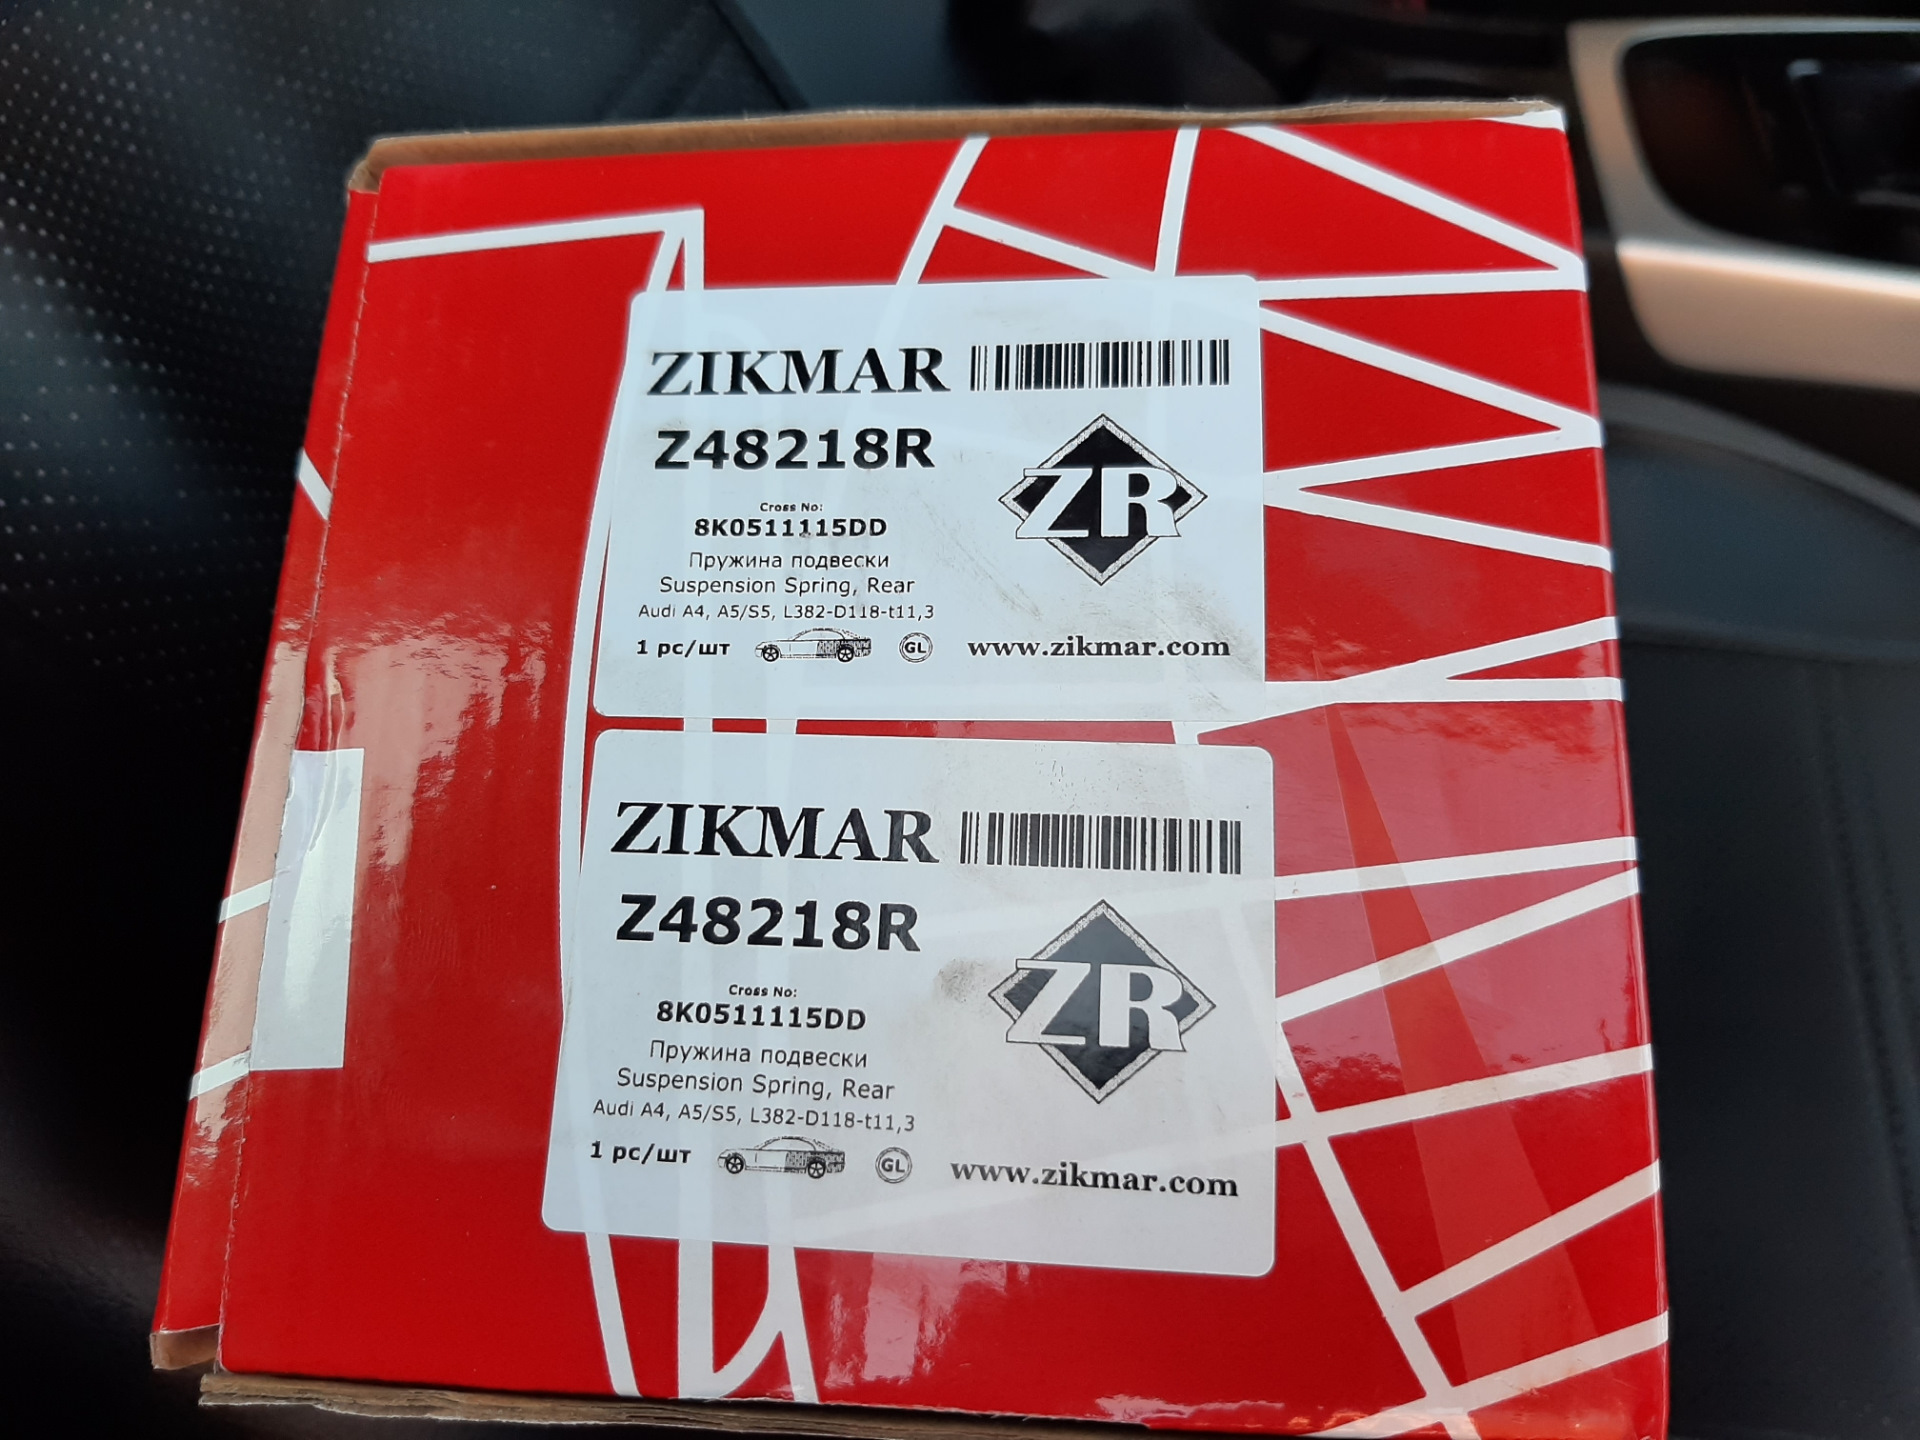 ZIKMAR
Z48218R
Cross No:
8K0511115DD
Пружина подвески
Suspension Spring, Rear
Audi A4, A5/S5, L382-D118-t11,3
1 pc/шт
GL
ZR
www.zikmar.com
ZIKMAR
Z48218R
Cross No:
8K0511115DD
Пружина подвески
Suspension Spring, Rear
Audi A4, A5/S5, L382-D118-t11,3
1 pc/шт
GL
ZR
www.zikmar.com